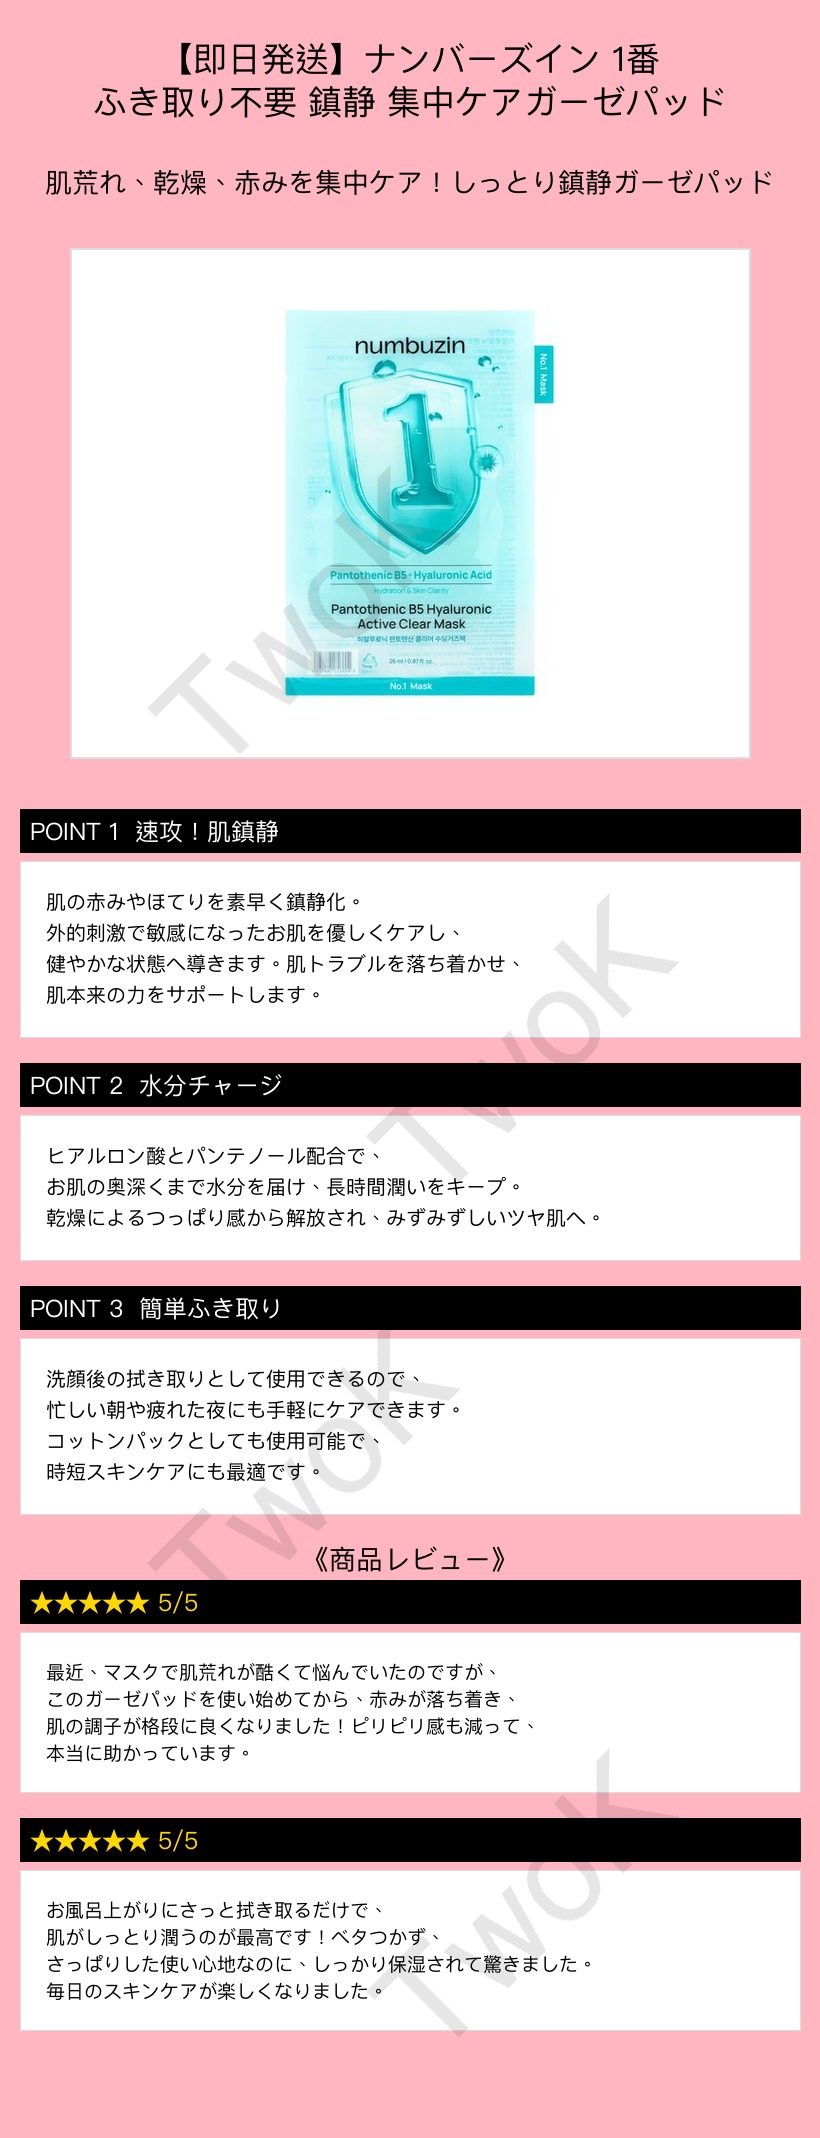 【即日発送】ナンバーズイン 1番
ふき取り不要 鎮静 集中ケアガーゼパッド
肌荒れ、乾燥、赤みを集中ケア！しっとり鎮静ガーゼパッド
numbuzin
No.1 Mask
1
Pantothenic B5+Hyaluronic Acid
Hydration & Skin Clarity
Pantothenic B5 Hyaluronic
Active Clear Mask
히알루로닉 판토텐산 클리어 수딩거즈팩
26 ml / 0.87 fl. oz.
No.1 Mask
TwoK
POINT 1 速攻！肌鎮静
肌の赤みやほてりを素早く鎮静化。
外的刺激で敏感になったお肌を優しくケアし、
健やかな状態へ導きます。肌トラブルを落ち着かせ、
肌本来の力をサポートします。
TwoK
POINT 2 水分チャージ
ヒアルロン酸とパンテノール配合で、
お肌の奥深くまで水分を届け、長時間潤いをキープ。
乾燥によるつっぱり感から解放され、みずみずしいツヤ肌へ。
POINT 3 簡単ふき取り
洗顔後の拭き取りとして使用できるので、
忙しい朝や疲れた夜にも手軽にケアできます。
コットンパックとしても使用可能で、
時短スキンケアにも最適です。
TwoK
《商品レビュー》
★★★★★ 5/5
最近、マスクで肌荒れが酷くて悩んでいたのですが、
このガーゼパッドを使い始めてから、赤みが落ち着き、
肌の調子が格段に良くなりました！ピリピリ感も減って、
本当に助かっています。
★★★★★ 5/5
お風呂上がりにさっと拭き取るだけで、
肌がしっとり潤うのが最高です！ベタつかず、
さっぱりした使い心地なのに、しっかり保湿されて驚きました。
毎日のスキンケアが楽しくなりました。
TwoK